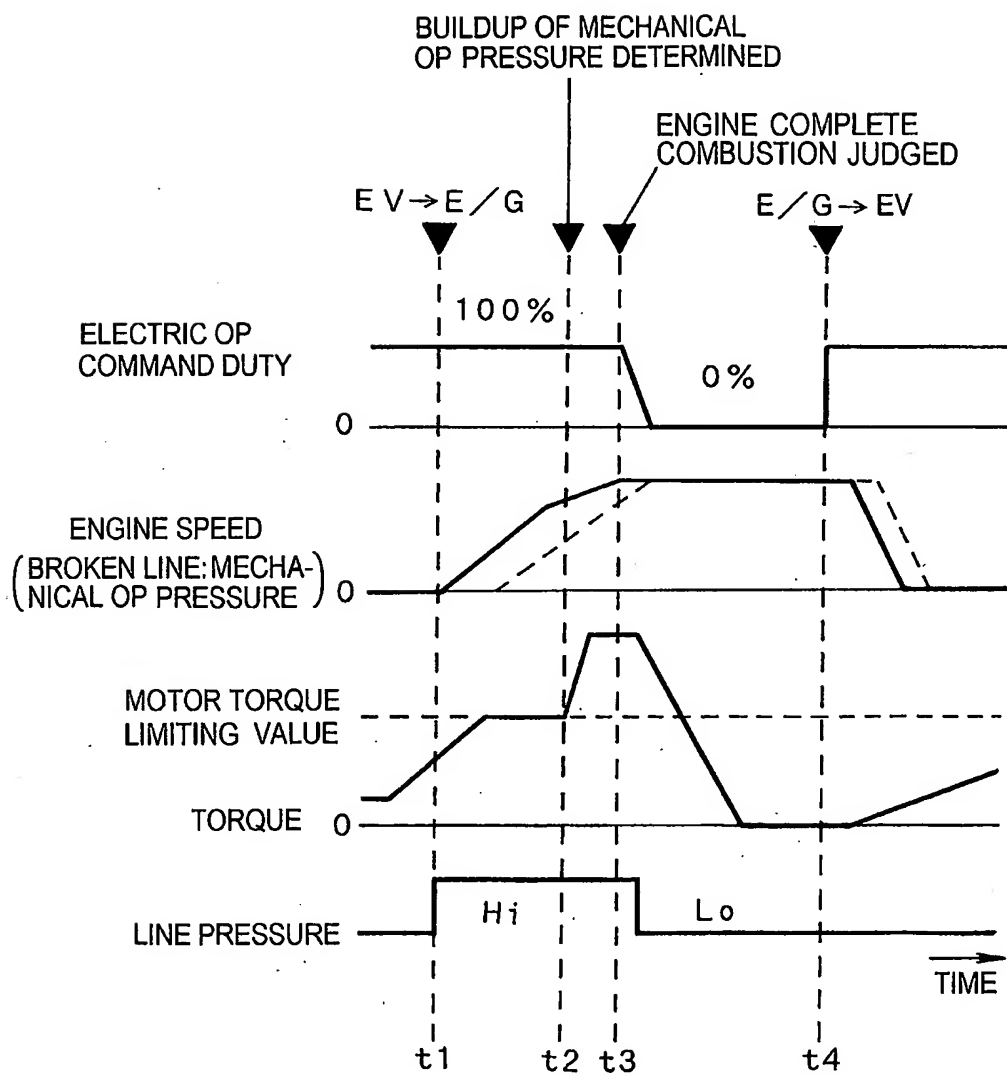 BUILDUP OF MECHANICAL
OP PRESSURE DETERMINED
ENGINE COMPLETE
COMBUSTION JUDGED
EV→E/G
E/G→EV
100%
ELECTRIC OP
COMMAND DUTY
0%
0
ENGINE SPEED
(BROKEN LINE:MECHA-
NICAL OP PRESSURE)
0
MOTOR TORQUE
LIMITING VALUE
TORQUE
0
Hi
Lo
LINE PRESSURE
TIME
t1
t2
t3
t4